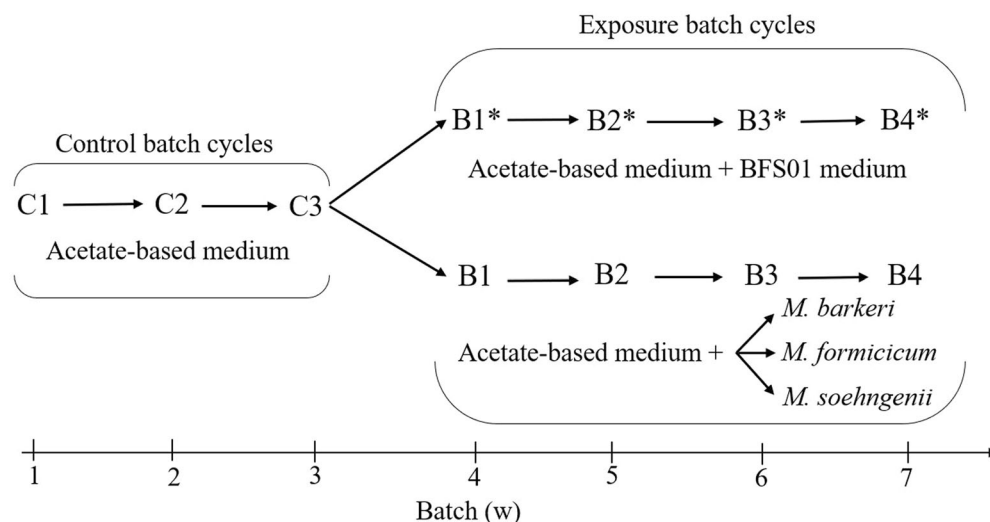 Exposure batch cycles
B1* B2* B3* B4*
Acetate-based medium + BFS01 medium
Control batch cycles
C1 C2 C3
Acetate-based medium
B1 B2 B3 B4
M. barkeri
Acetate-based medium + M. formicicum
M. soehngenii
1 2 3 4 5 6 7
Batch (w)